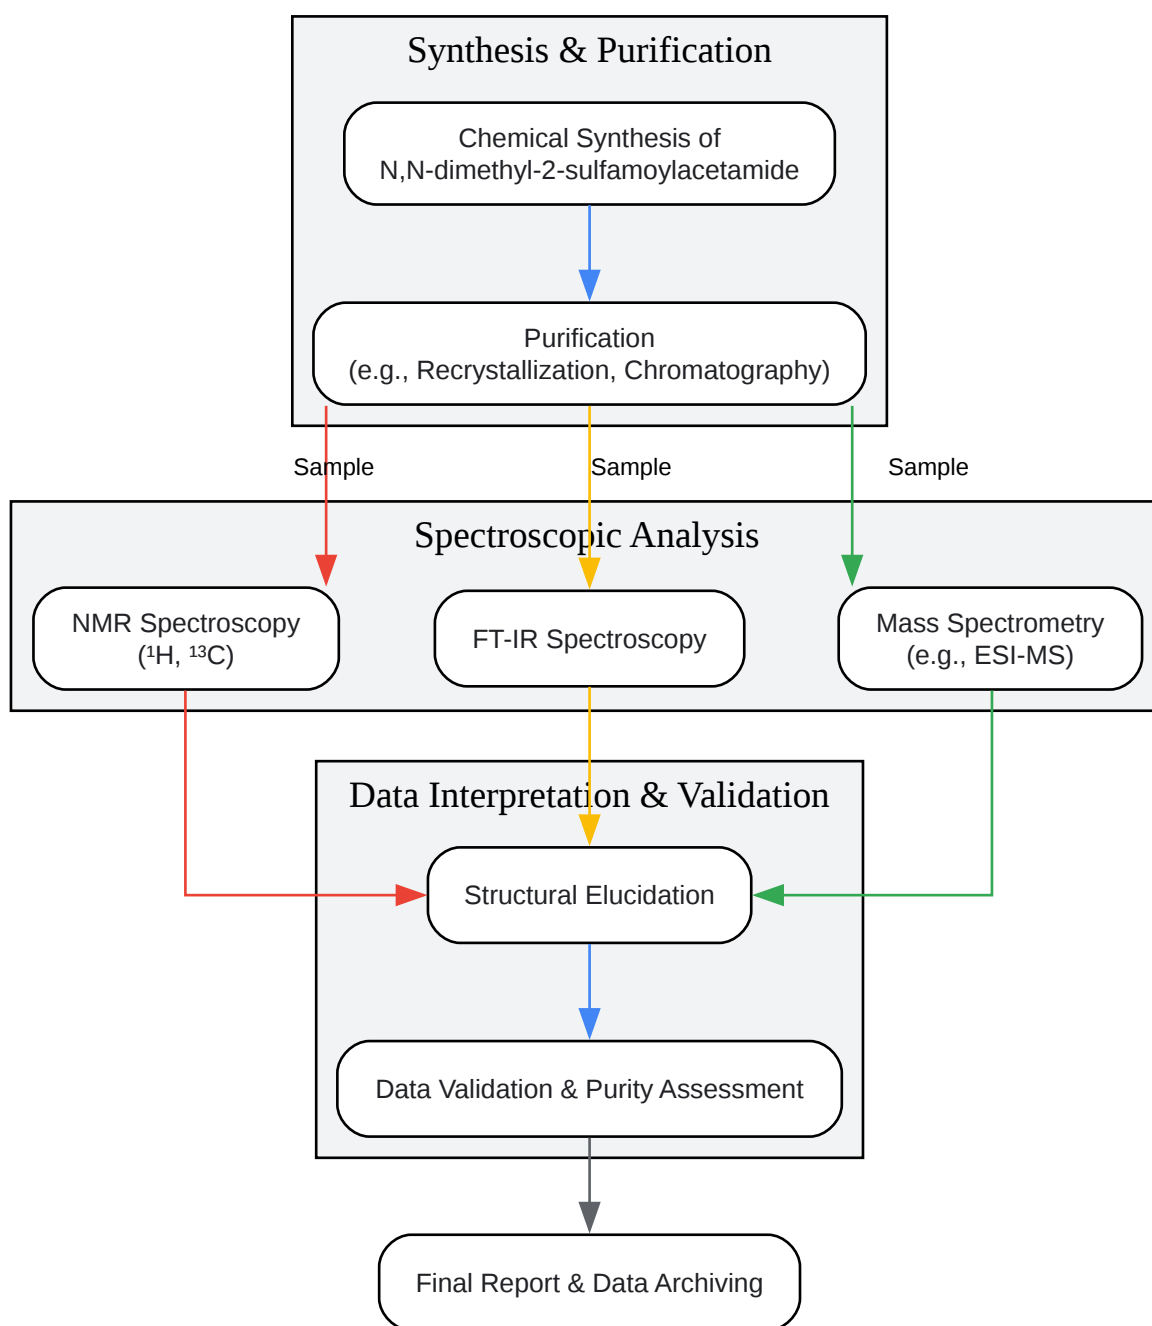 Synthesis & Purification
Chemical Synthesis of
N,N-dimethyl-2-sulfamoylacetamide
Purification
(e.g., Recrystallization, Chromatography)
Sample
Sample
Sample
Spectroscopic Analysis
NMR Spectroscopy
(¹H, ¹³C)
FT-IR Spectroscopy
Mass Spectrometry
(e.g., ESI-MS)
Data Interpretation & Validation
Structural Elucidation
Data Validation & Purity Assessment
Final Report & Data Archiving